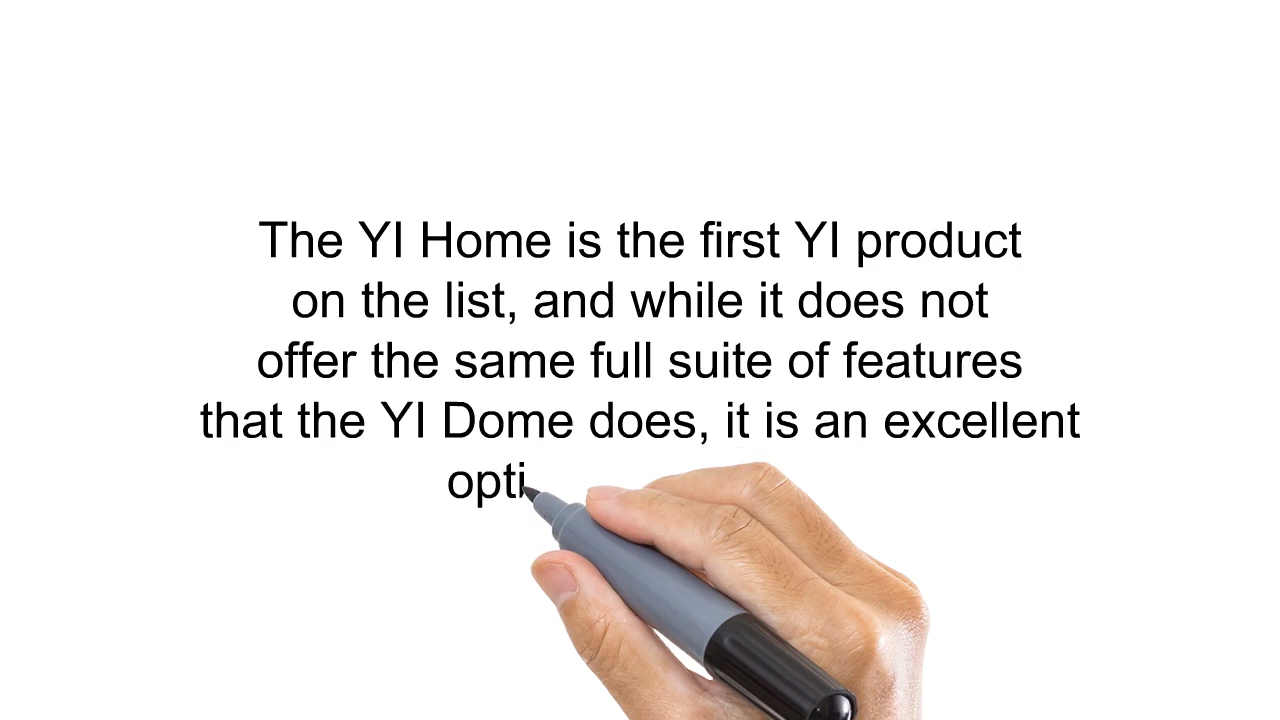 The YI Home is the first YI product
on the list, and while it does not
offer the same full suite of features
that the YI Dome does, it is an excellent
opti